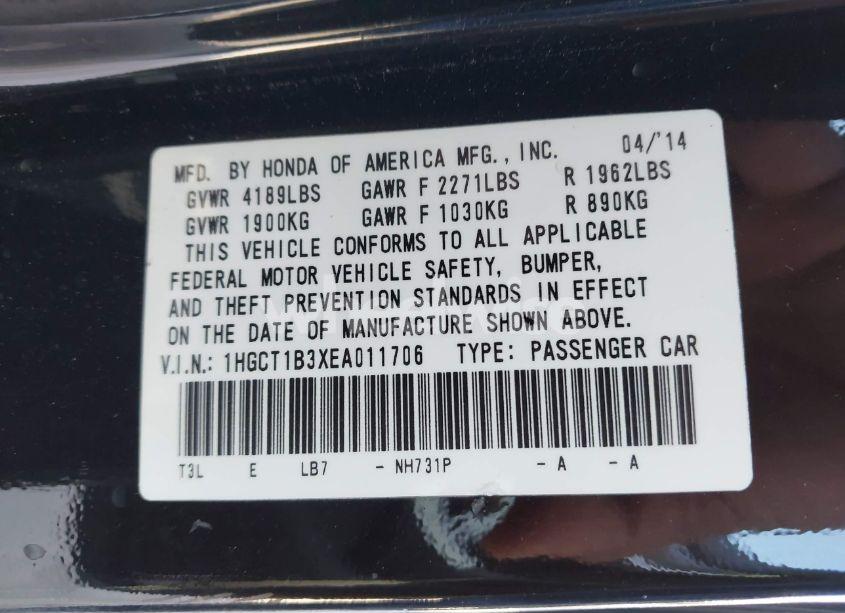 MFD. BY HONDA OF AMERICA MFG., INC. 04/'14
GVWR 4189LBS GAWR F 2271LBS R 1962LBS
GVWR 1900KG GAWR F 1030KG R 890KG
THIS VEHICLE CONFORMS TO ALL APPLICABLE
FEDERAL MOTOR VEHICLE SAFETY, BUMPER,
AND THEFT PREVENTION STANDARDS IN EFFECT
ON THE DATE OF MANUFACTURE SHOWN ABOVE.
V.I.N.: 1HGCT1B3XEA011706 TYPE: PASSENGER CAR
T3L E LB7 - NH731P - A - A